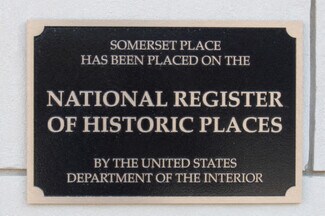 SOMERSET PLACE
HAS BEEN PLACED ON THE
NATIONAL REGISTER
OF HISTORIC PLACES
BY THE UNITED STATES
DEPARTMENT OF THE INTERIOR